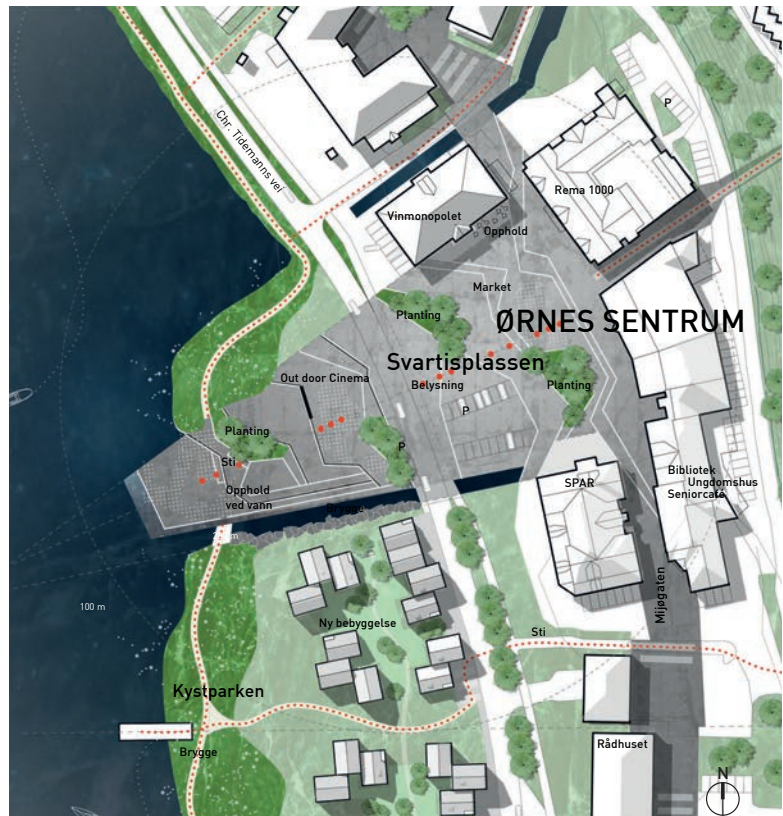 Chr. Tidemanns vei
P
Rema 1000
Vinmonopolet
Opphold
Market
Planting
ØRNES SENTRUM
Svartisplassen
Out door Cinema
Belysning
Planting
P
Planting
P
Sti
Opphold
ved vann
SPAR
Bibliotek
Ungdomshus
Seniorcafé
Brygge
100 m
Mijøgaten
Ny bebyggelse
Sti
Kystparken
Rådhuset
Brygge
N